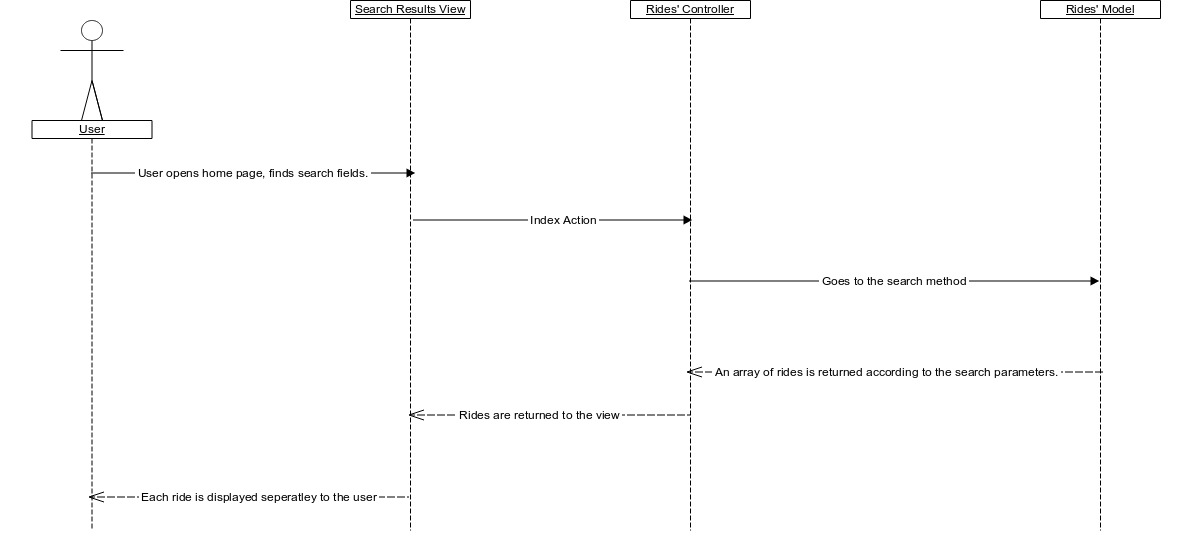 Search Results View
Rides' Controller
Rides' Model
User
User opens home page, finds search fields.
Index Action
Goes to the search method
An array of rides is returned according to the search parameters.
Rides are returned to the view
Each ride is displayed seperatley to the user